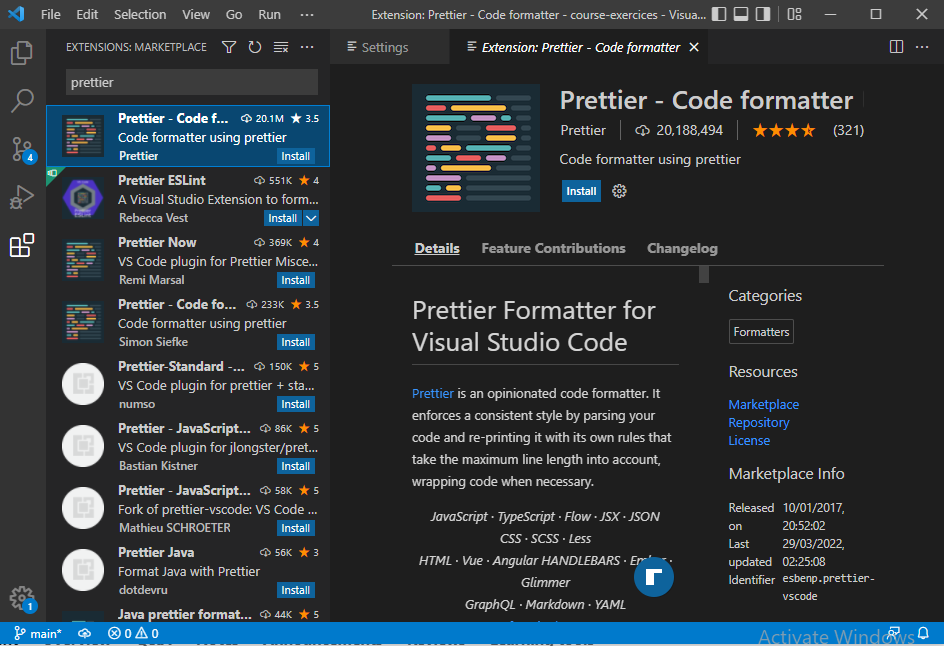 File Edit Selection View Go Run ··· Extension: Prettier - Code formatter - course-exercices - Visua...
EXTENSIONS: MARKETPLACE
Settings
Extension: Prettier - Code formatter
prettier
Prettier - Code f... 20.1M 3.5
Code formatter using prettier
Prettier Install
Prettier ESLint 551K 4
A Visual Studio Extension to form...
Rebecca Vest Install
Prettier Now 369K 4
VS Code plugin for Prettier Misce...
Remi Marsal Install
Prettier - Code fo... 233K 3.5
Code formatter using prettier
Simon Siefke Install
Prettier-Standard -... 150K 5
VS Code plugin for prettier + sta...
numso Install
Prettier - JavaScript... 86K 5
VS Code plugin for jlongster/pret...
Bastian Kistner Install
Prettier - JavaScript... 58K 5
Fork of prettier-vscode: VS Code ...
Mathieu SCHROETER Install
Prettier Java 56K 3
Format Java with Prettier
dotdevru Install
Java prettier format... 44K 5
Prettier - Code formatter
Prettier 20,188,494 (321)
Code formatter using prettier
Install
Details Feature Contributions Changelog
Prettier Formatter for
Visual Studio Code
Prettier is an opinionated code formatter. It
enforces a consistent style by parsing your
code and re-printing it with its own rules that
take the maximum line length into account,
wrapping code when necessary.
JavaScript · TypeScript · Flow · JSX · JSON
CSS · SCSS · Less
HTML · Vue · Angular HANDLEBARS · Ember ·
Glimmer
GraphQL · Markdown · YAML
Categories
Formatters
Resources
Marketplace
Repository
License
Marketplace Info
Released 10/01/2017,
on 20:52:02
Last 29/03/2022,
updated 02:25:08
Identifier esbenp.prettier-
vscode
4
1
main* 0 0
Activate Windows